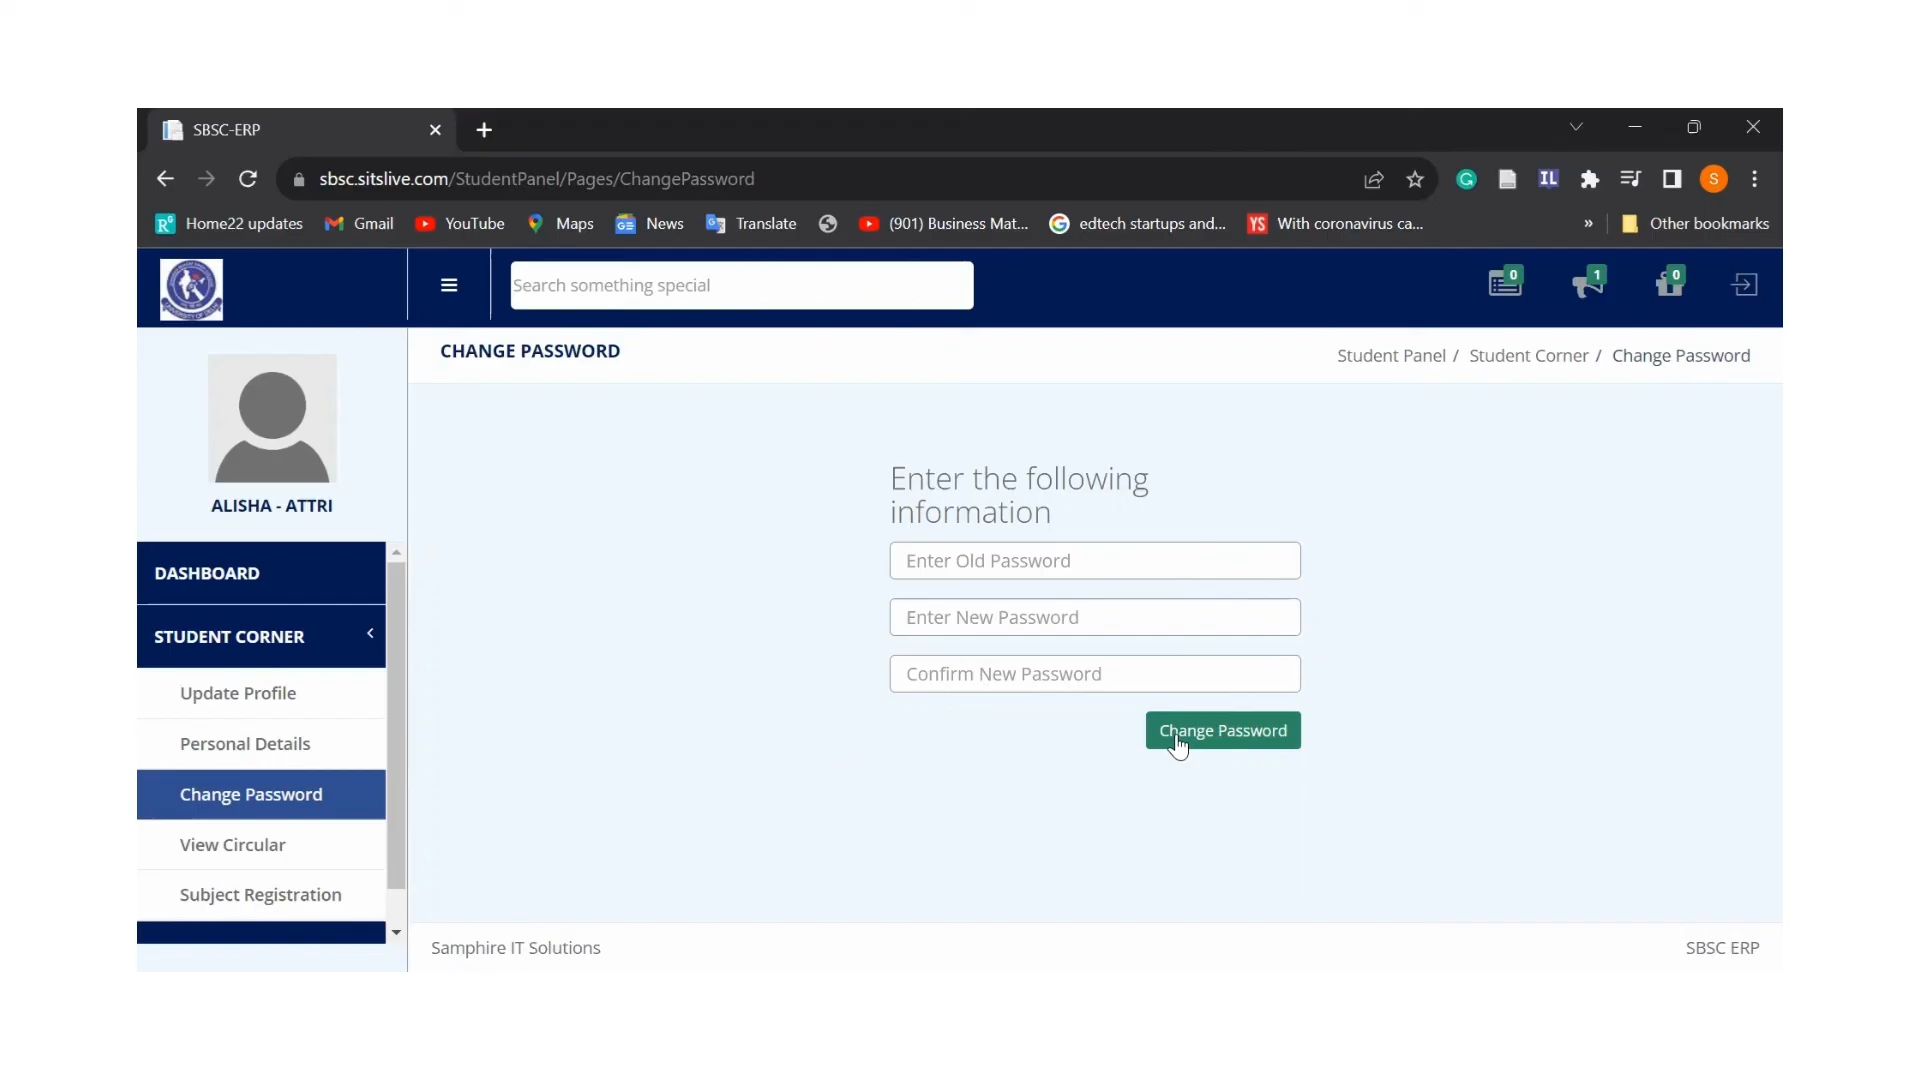 SBSC-ERP
sbsc.sitslive.com/StudentPanel/Pages/ChangePassword
IL
S
Home22 updates
Gmail
YouTube
Maps
News
Translate
(901) Business Mat...
edtech startups and...
YS
With coronavirus ca...
»
Other bookmarks
Search something special
0
1
0
CHANGE PASSWORD
Student Panel / Student Corner / Change Password
ALISHA - ATTRI
DASHBOARD
STUDENT CORNER
Update Profile
Personal Details
Change Password
View Circular
Subject Registration
Enter the following
information
Enter Old Password
Enter New Password
Confirm New Password
Change Password
Samphire IT Solutions
SBSC ERP